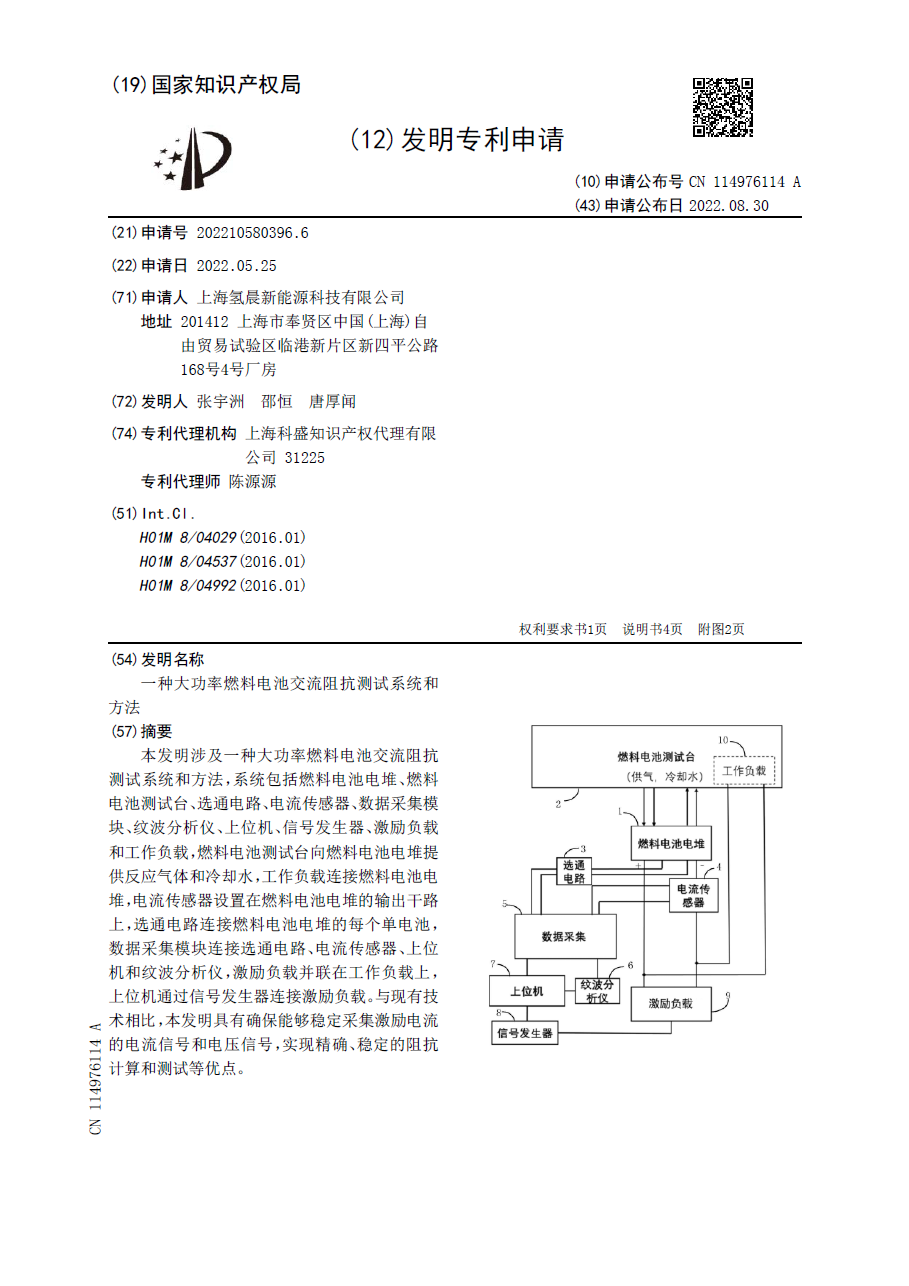 (19)国家知识产权局
(12)发明专利申请
(10)申请公布号 CN 114976114 A
(43)申请公布日 2022.08.30
(21)申请号 202210580396.6
(22)申请日 2022.05.25
(71)申请人 上海氢晨新能源科技有限公司
地址 201412 上海市奉贤区中国(上海)自
由贸易试验区临港新片区新四平公路
168号4号厂房
(72)发明人 张宇洲 邵恒 唐厚闻
(74)专利代理机构 上海科盛知识产权代理有限
公司 31225
专利代理师 陈源源
(51)Int.Cl.
H01M 8/04029(2016.01)
H01M 8/04537(2016.01)
H01M 8/04992(2016.01)
权利要求书1页 说明书4页 附图2页
(54)发明名称
一种大功率燃料电池交流阻抗测试系统和
方法
(57)摘要
本发明涉及一种大功率燃料电池交流阻抗
测试系统和方法,系统包括燃料电池电堆、燃料
电池测试台、选通电路、电流传感器、数据采集模
块、纹波分析仪、上位机、信号发生器、激励负载
和工作负载,燃料电池测试台向燃料电池电堆提
供反应气体和冷却水,工作负载连接燃料电池电
堆,电流传感器设置在燃料电池电堆的输出干路
上,选通电路连接燃料电池电堆的每个单电池,
数据采集模块连接选通电路、电流传感器、上位
机和纹波分析仪,激励负载并联在工作负载上,
上位机通过信号发生器连接激励负载。与现有技
术相比,本发明具有确保能够稳定采集激励电流
的电流信号和电压信号,实现精确、稳定的阻抗
计算和测试等优点。
CN 114976114 A
燃料电池测试台
(供气,冷却水)
10
工作负载
2
1
燃料电池电堆
+
-
3
选通
电路
4
电流传
感器
5
数据采集
7
上位机
6
纹波分
析仪
激励负载
9
8
信号发生器